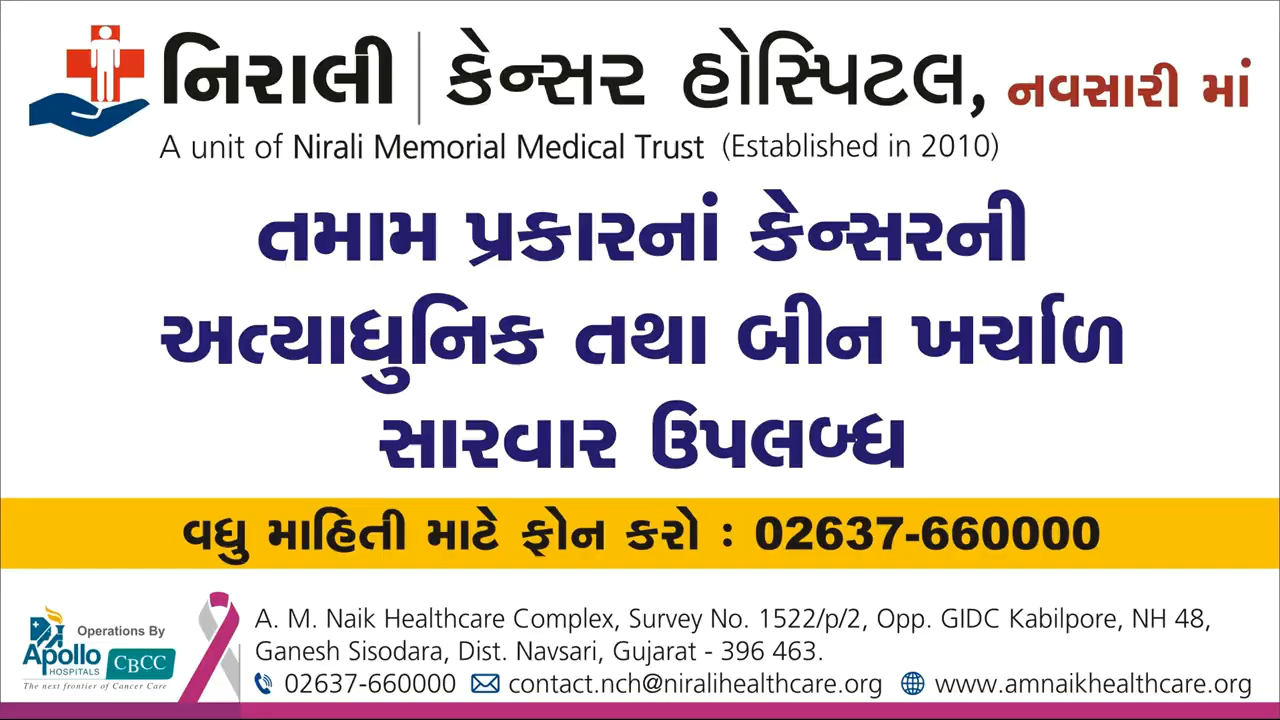 નિરાલી | કેન્સર હોસ્પિટલ, નવસારી માં
A unit of Nirali Memorial Medical Trust (Established in 2010)
તમામ પ્રકારનાં કેન્સરની
અત્યાધુનિક તથા બીન ખર્ચાળ
સારવાર ઉપલબ્ધ
વધુ માહિતી માટે ફોન કરો : 02637-660000
Operations By
Apollo
HOSPITALS
CBCC
The next frontier of Cancer Care
A. M. Naik Healthcare Complex, Survey No. 1522/p/2, Opp. GIDC Kabilpore, NH 48,
Ganesh Sisodara, Dist. Navsari, Gujarat - 396 463.
02637-660000 contact.nch@niralihealthcare.org www.amnaikhealthcare.org